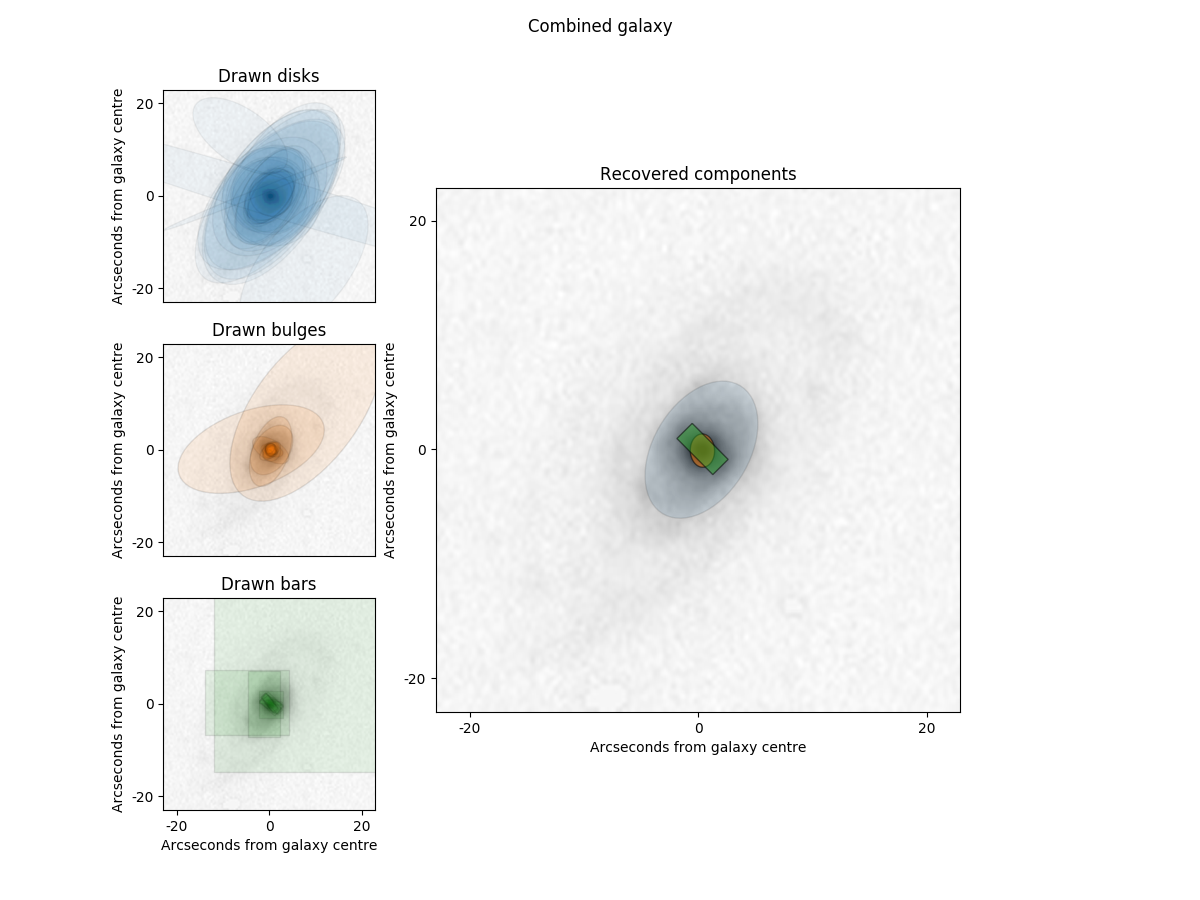 Combined galaxy
Drawn disks
Arcseconds from galaxy centre
20
0
-20
Drawn bulges
Arcseconds from galaxy centre
20
0
-20
Drawn bars
Arcseconds from galaxy centre
20
0
-20
-20 0 20
Arcseconds from galaxy centre
Recovered components
Arcseconds from galaxy centre
20
0
-20
-20 0 20
Arcseconds from galaxy centre